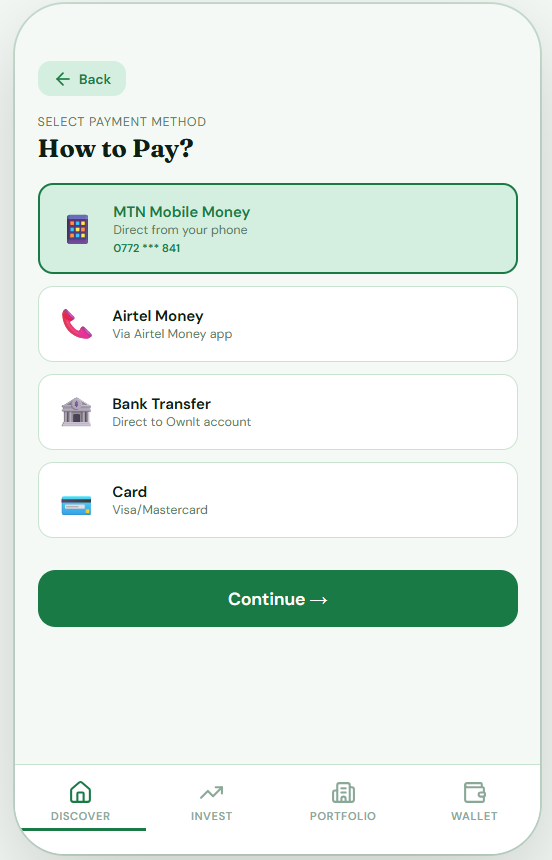 ← Back
SELECT PAYMENT METHOD
How to Pay?
MTN Mobile Money
Direct from your phone
0772 *** 841
Airtel Money
Via Airtel Money app
Bank Transfer
Direct to OwnIt account
Card
Visa/Mastercard
Continue →
DISCOVER
INVEST
PORTFOLIO
WALLET